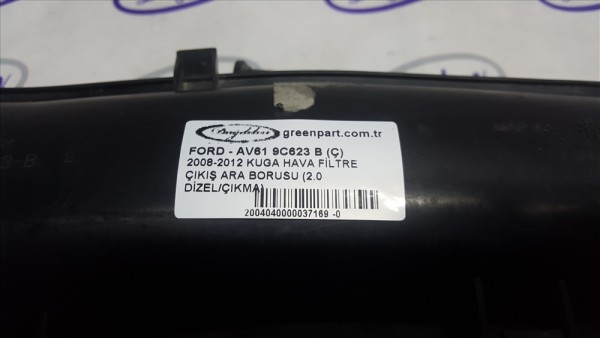 greenpart.com.tr
FORD - AV61 9C623 B (Ç)
2008-2012 KUGA HAVA FİLTRE
ÇIKIŞ ARA BORUSU (2.0
DİZEL/ÇIKMA)
2004040000037169 -0